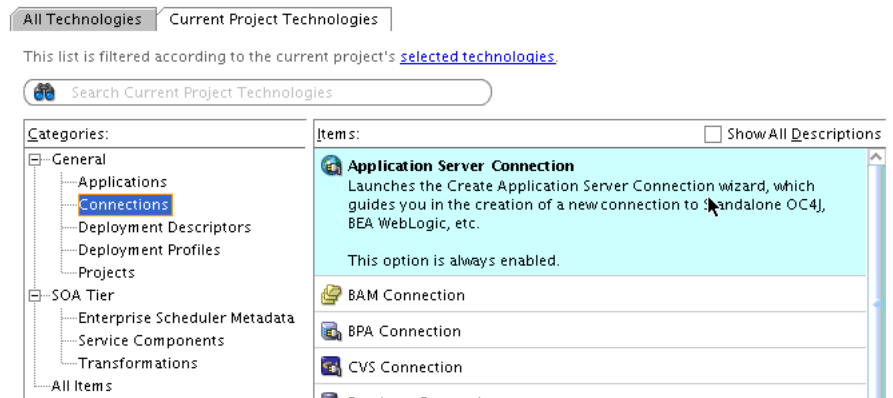 All Technologies
Current Project Technologies
This list is filtered according to the current project's selected technologies.
Search Current Project Technologies
Categories:
Items:
Show All Descriptions
General
Applications
Connections
Deployment Descriptors
Deployment Profiles
Projects
SOA Tier
Enterprise Scheduler Metadata
Service Components
Transformations
All Items
Application Server Connection
Launches the Create Application Server Connection wizard, which
guides you in the creation of a new connection to Standalone OC4J,
BEA WebLogic, etc.
This option is always enabled.
BAM Connection
BPA Connection
CVS Connection